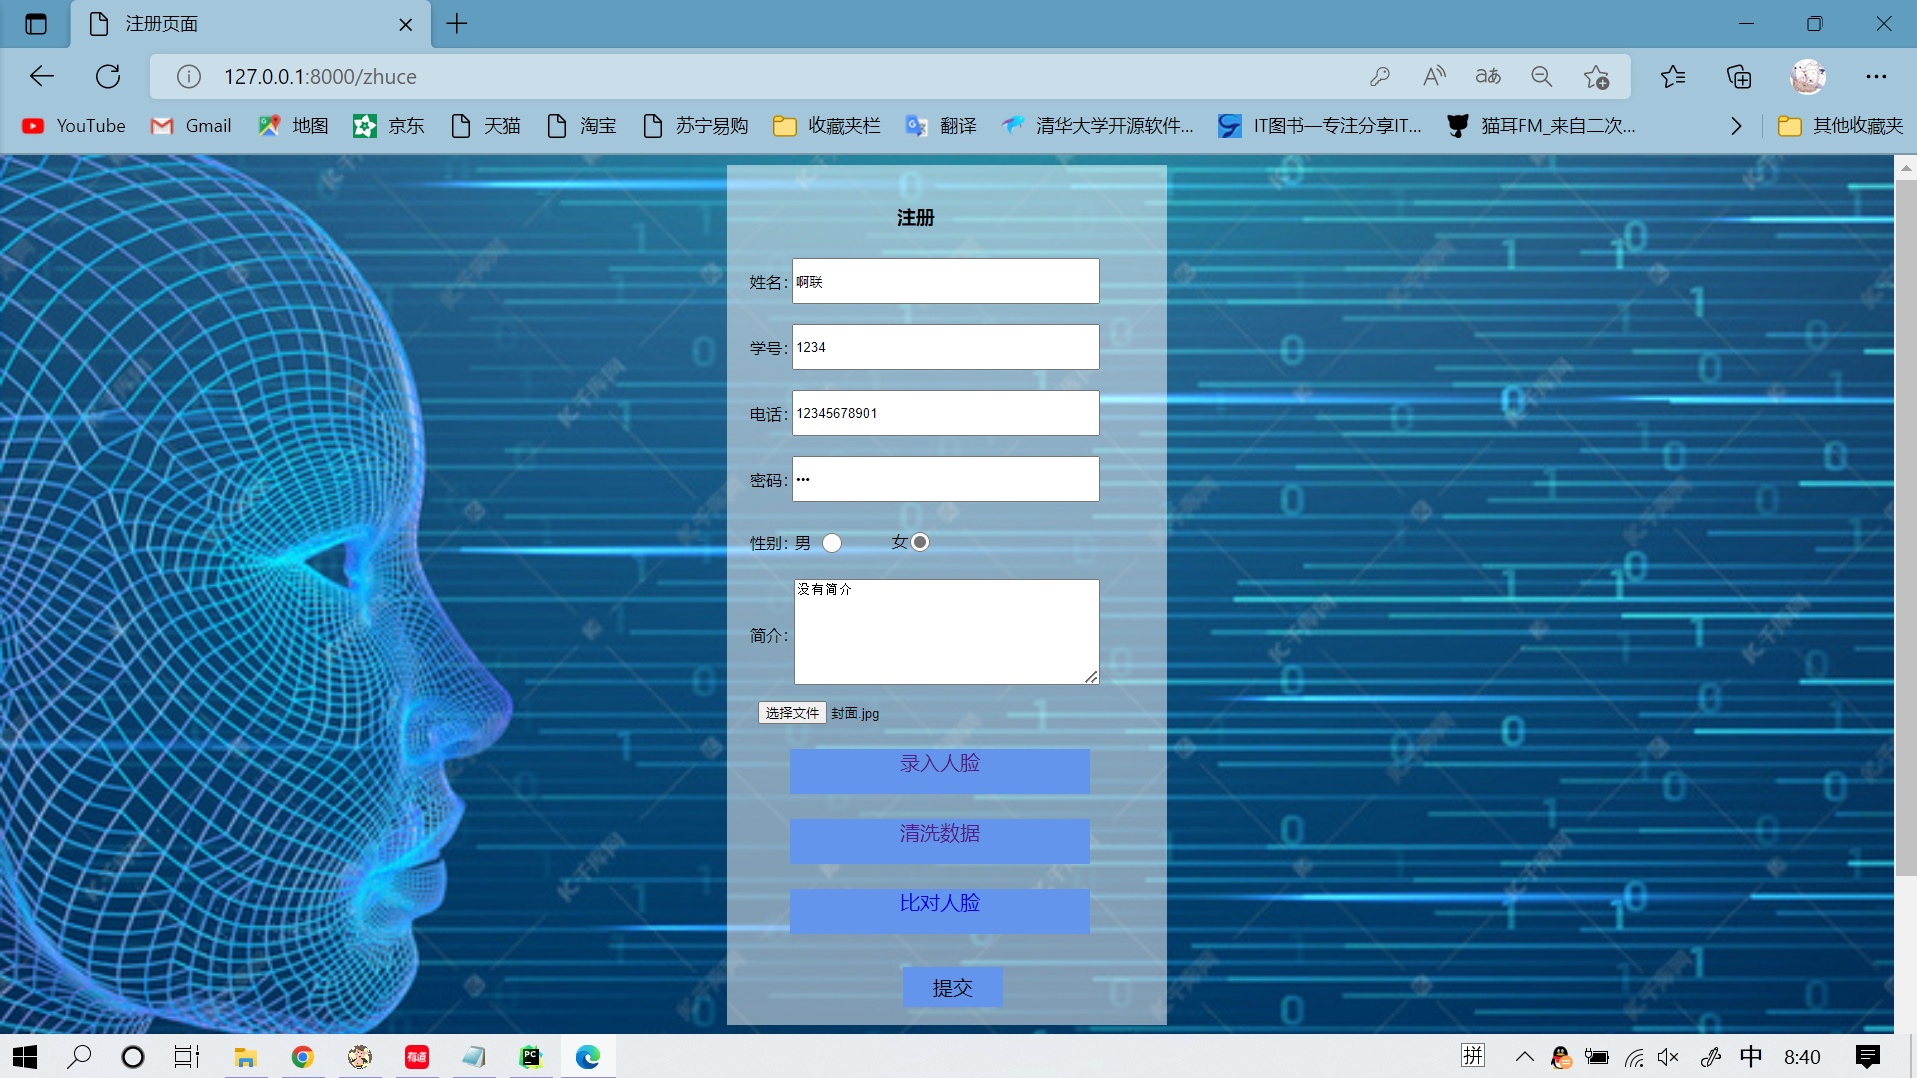 注册页面
127.0.0.1:8000/zhuce
YouTube
Gmail
地图
京东
天猫
淘宝
苏宁易购
收藏夹栏
翻译
清华大学开源软件...
IT图书一专注分享IT...
猫耳FM_来自二次...
其他收藏夹
注册
姓名：啊联
学号：1234
电话：12345678901
密码：•••
性别：男 女
简介：没有简介
选择文件 封面.jpg
录入人脸
清洗数据
比对人脸
提交
有道
PC
拼
中
8:40